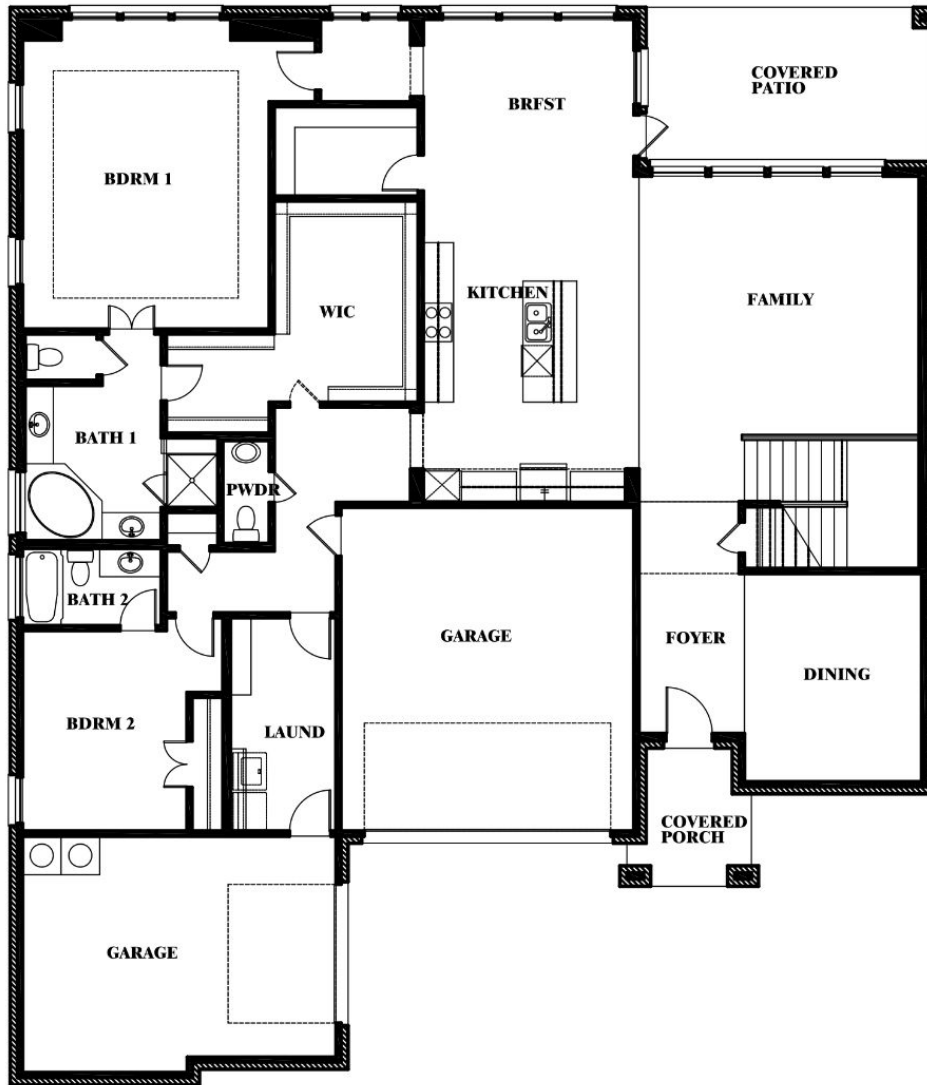 COVERED
PATIO
BRFST
BDRM 1
KITCHEN
FAMILY
WIC
BATH 1
PWDR
BATH 2
GARAGE
FOYER
DINING
BDRM 2
LAUND
COVERED
PORCH
GARAGE